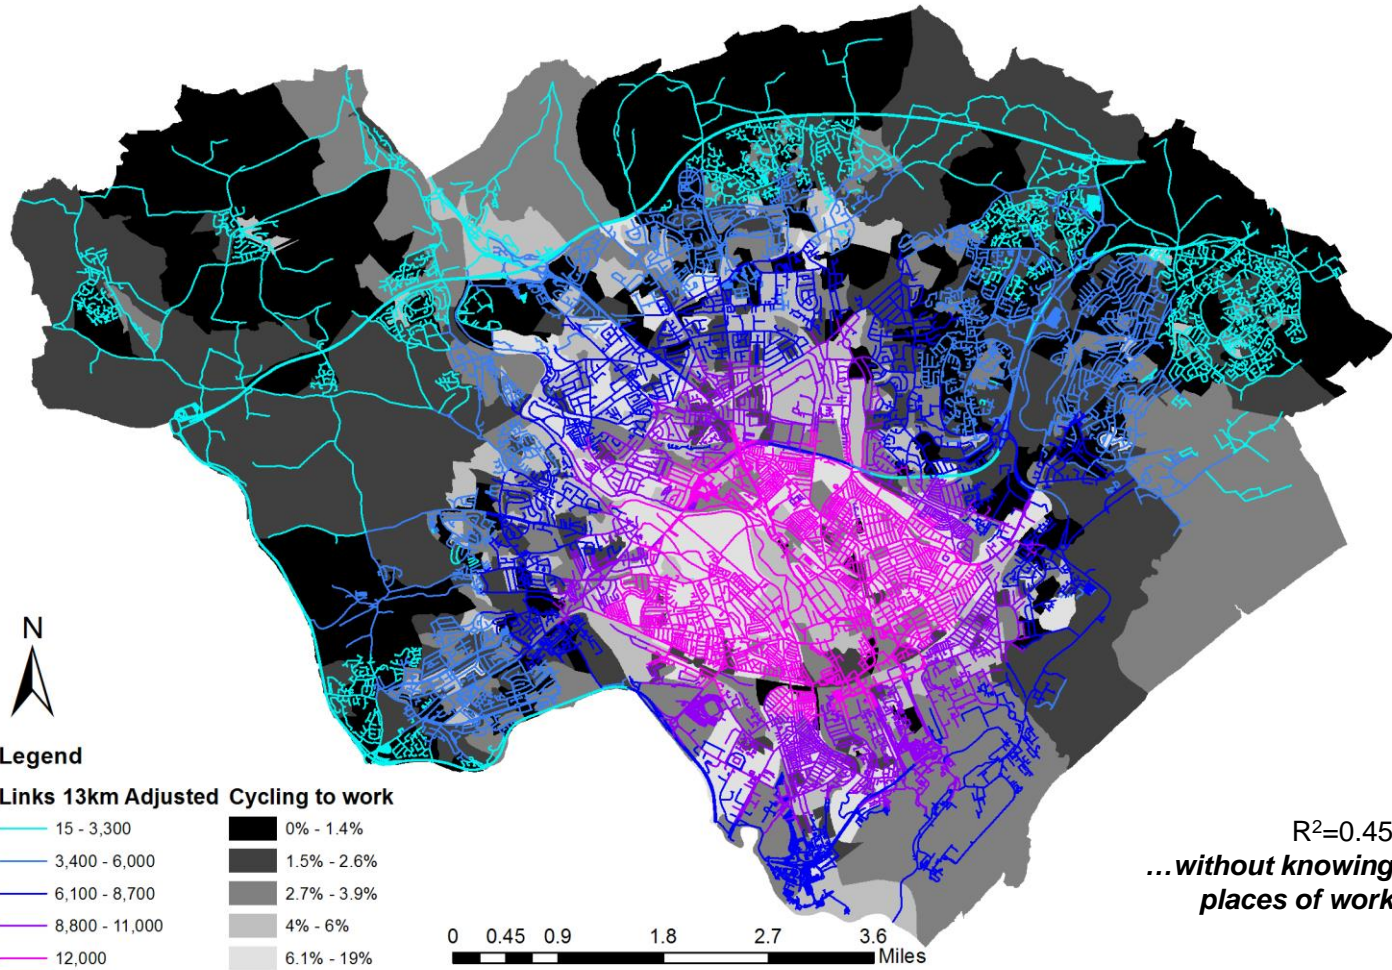 N
Legend
Links 13km Adjusted
15 - 3,300
3,400 - 6,000
6,100 - 8,700
8,800 - 11,000
12,000
Cycling to work
0% - 1.4%
1.5% - 2.6%
2.7% - 3.9%
4% - 6%
6.1% - 19%
0 0.45 0.9 1.8 2.7 3.6
Miles
R²=0.45
...without knowing
places of work